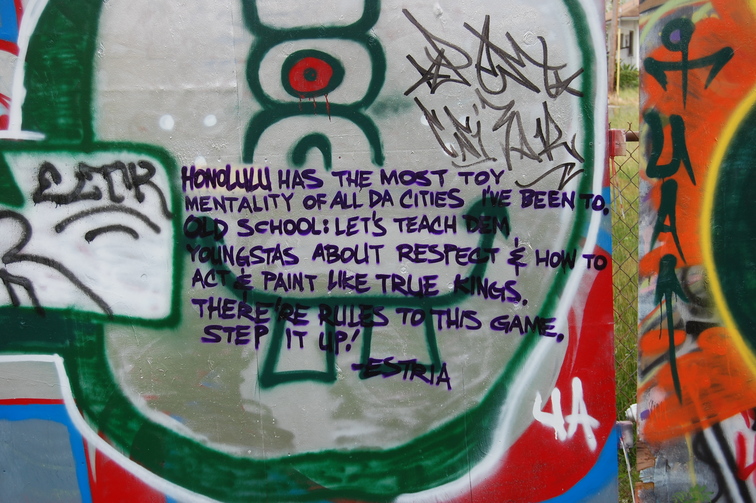 HONOLULU HAS THE MOST TOY
MENTALITY OF ALL DA CITIES I'VE BEEN TO.
OLD SCHOOL: LET'S TEACH DEM
YOUNGSTAS ABOUT RESPECT & HOW TO
ACT & PAINT LIKE TRUE KINGS.
THERE'RE RULES TO THIS GAME.
STEP IT UP!
-ESTRIA
4A